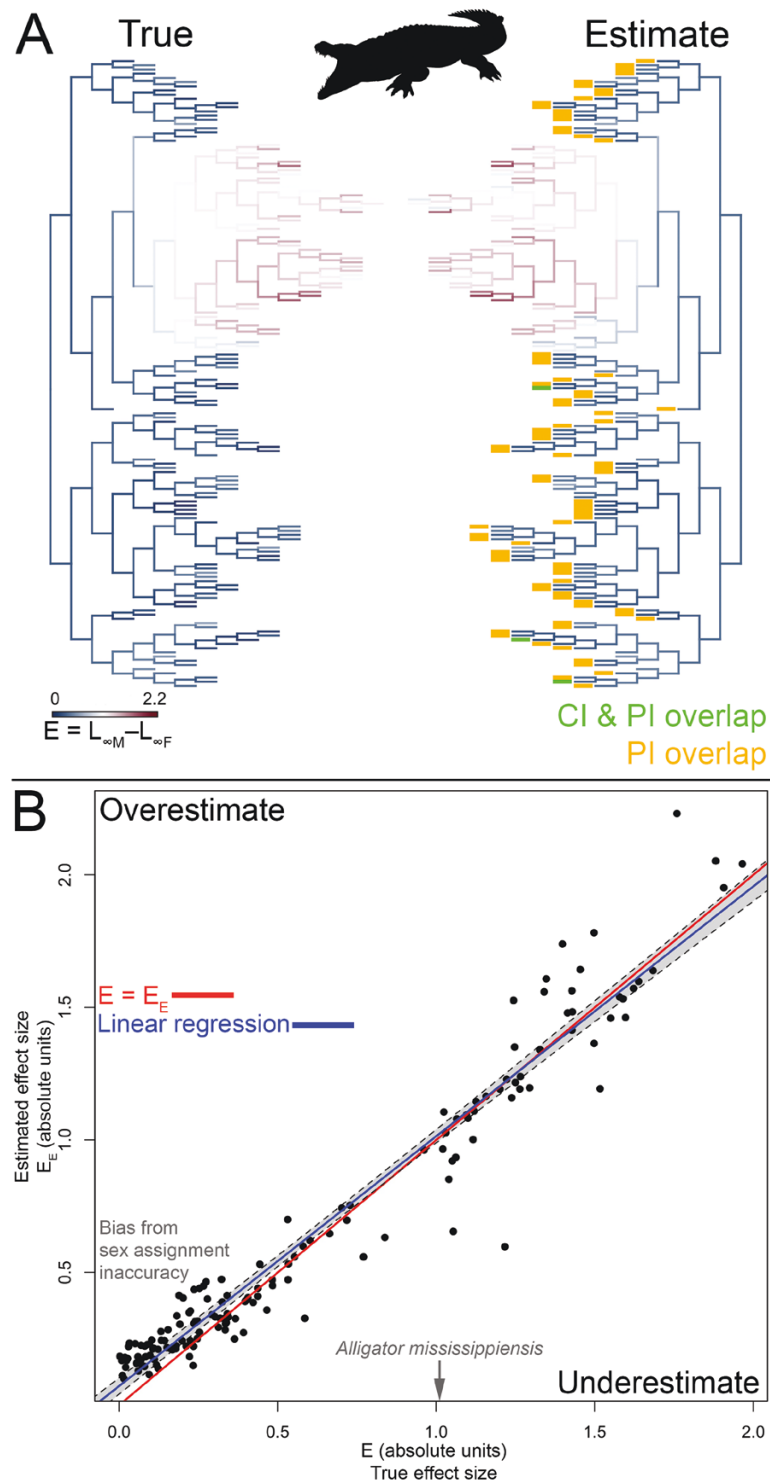 A
True
Estimate
0
2.2
E = L∞M–L∞F
CI & PI overlap
PI overlap
B
Overestimate
2.0
1.5
1.0
0.5
Estimated effect size
E_E (absolute units)
E = E_E
Linear regression
Bias from
sex assignment
inaccuracy
Alligator mississippiensis
Underestimate
0.0
0.5
1.0
1.5
2.0
E (absolute units)
True effect size